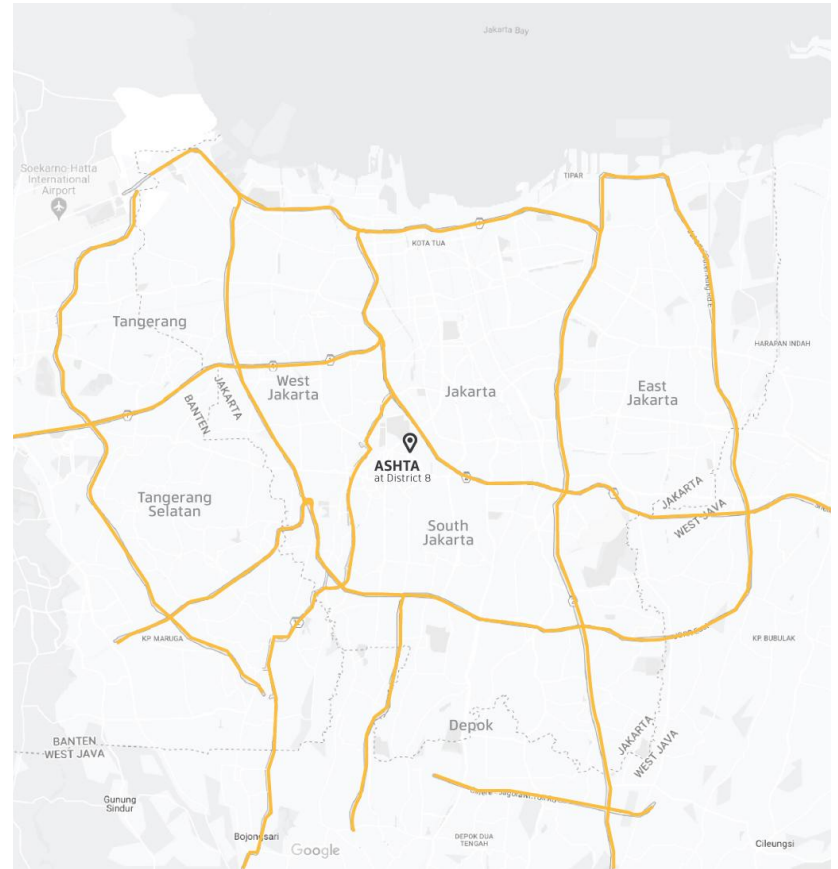 Jakarta Bay
Soekarno-Hatta
International
Airport
TIPAR
KOTA TUA
Tangerang
HARAPAN INDAH
JAKARTA
BANTEN
West
Jakarta
Jakarta
East
Jakarta
ASHTA
at District 8
Tangerang
Selatan
JAKARTA
WEST JAVA
South
Jakarta
KP MARUGA
KP BUBULAK
Depok
BANTEN
WEST JAVA
JAKARTA
WEST JAVA
Gunung
Sindur
Bojongsari
Google
DEPOK DUA
TENGAH
Cileungsi